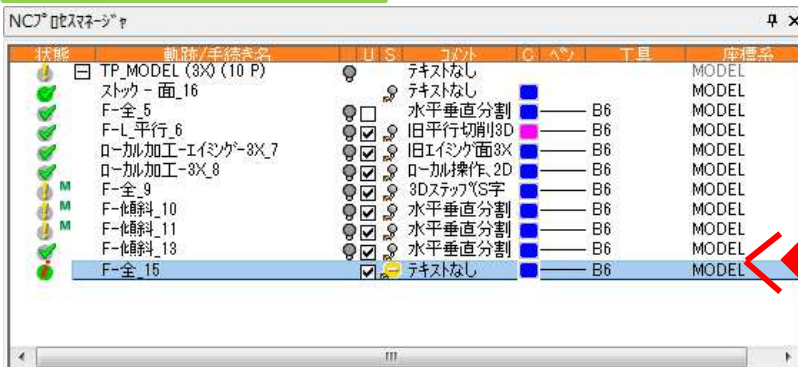 NCプロセスマネージャ
状態 軌跡/手続き名 U S コメント C ペン 工具 座標系
TP_MODEL (3X) (10 P) テキストなし MODEL
ストック - 面_16 テキストなし MODEL
F-全_5 水平垂直分割 B6 MODEL
F-L_平行_6 旧平行切削3D B6 MODEL
ローカル加工-エイミング-3X_7 旧エイミング面3X B6 MODEL
ローカル加工-3X_8 ローカル操作、2D B6 MODEL
M F-全_9 3Dステップ(S字 B6 MODEL
M F-傾斜_10 水平垂直分割 B6 MODEL
M F-傾斜_11 水平垂直分割 B6 MODEL
F-傾斜_13 水平垂直分割 B6 MODEL
F-全_15 テキストなし B6 MODEL